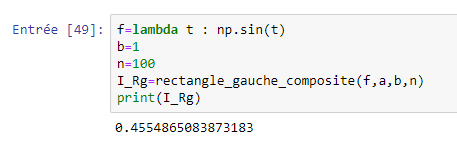 Entrée [49]: f=lambda t : np.sin(t)
b=1
n=100
I_Rg=rectangle_gauche_composite(f,a,b,n)
print(I_Rg)
0.4554865083873183